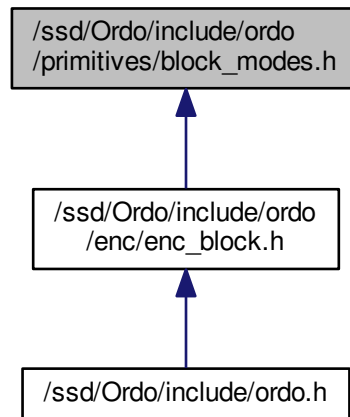 /ssd/Ordo/include/ordo
/primitives/block_modes.h
/ssd/Ordo/include/ordo
/enc/enc_block.h
/ssd/Ordo/include/ordo.h